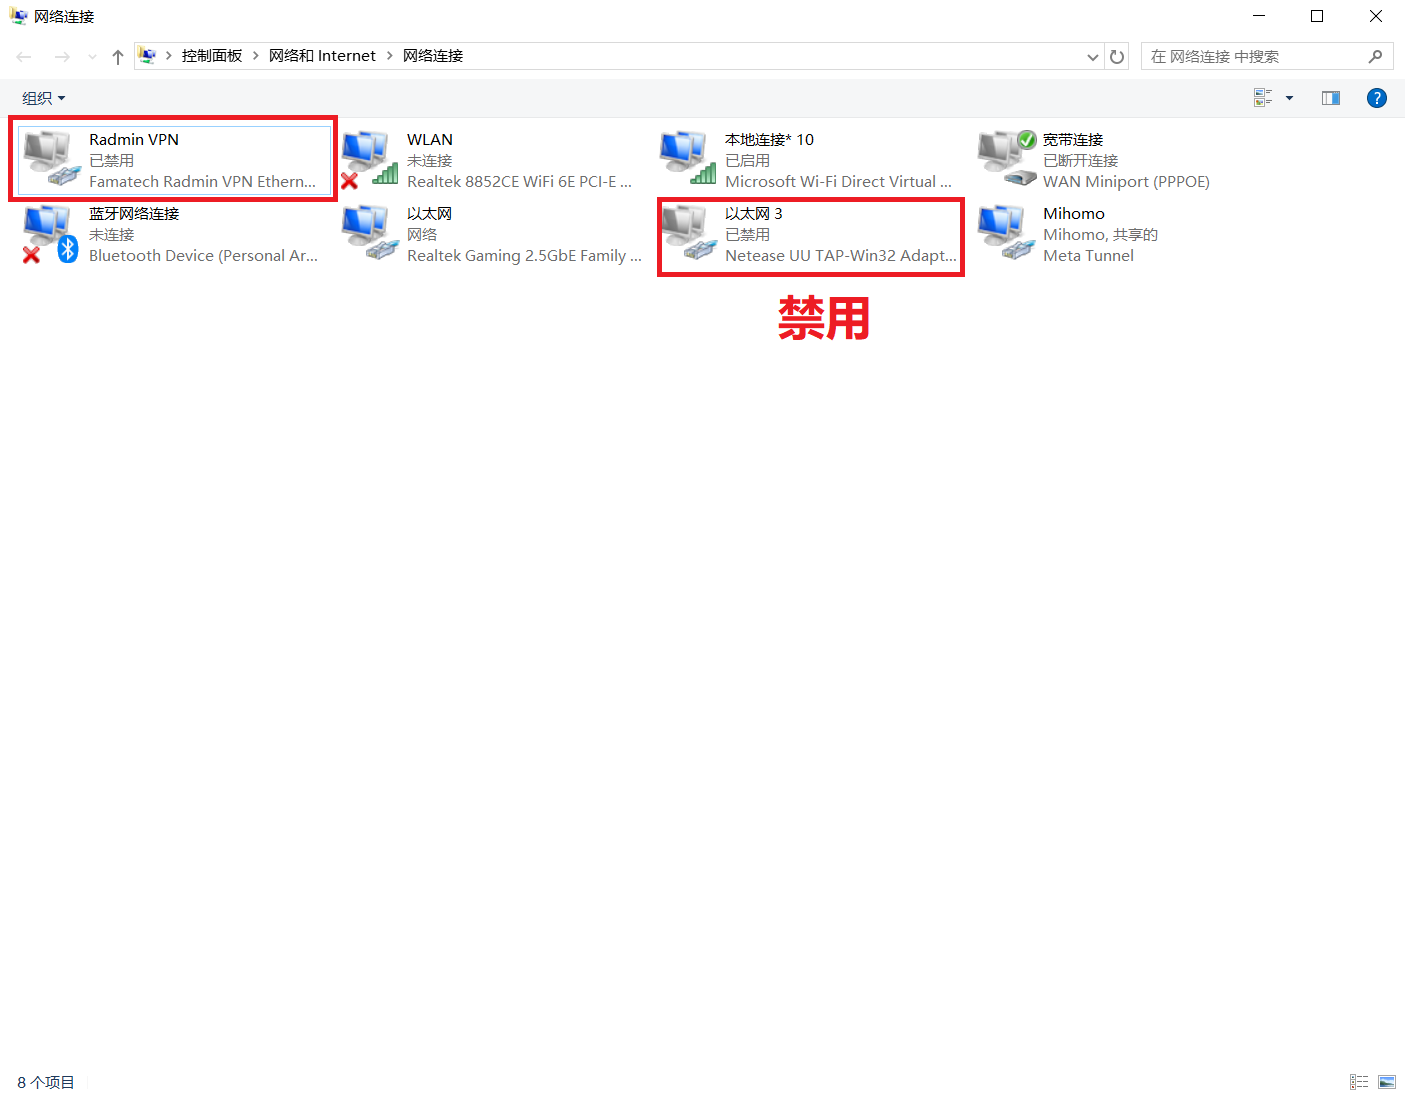 网络连接
控制面板 网络和 Internet 网络连接
在 网络连接 中搜索
组织
?
Radmin VPN
已禁用
Famatech Radmin VPN Ethern...
WLAN
未连接
Realtek 8852CE WiFi 6E PCI-E ...
本地连接* 10
已启用
Microsoft Wi-Fi Direct Virtual ...
宽带连接
已断开连接
WAN Miniport (PPPOE)
蓝牙网络连接
未连接
Bluetooth Device (Personal Ar...
以太网
网络
Realtek Gaming 2.5GbE Family ...
以太网 3
已禁用
Netease UU TAP-Win32 Adapt...
Mihomo
Mihomo, 共享的
Meta Tunnel
禁用
8 个项目